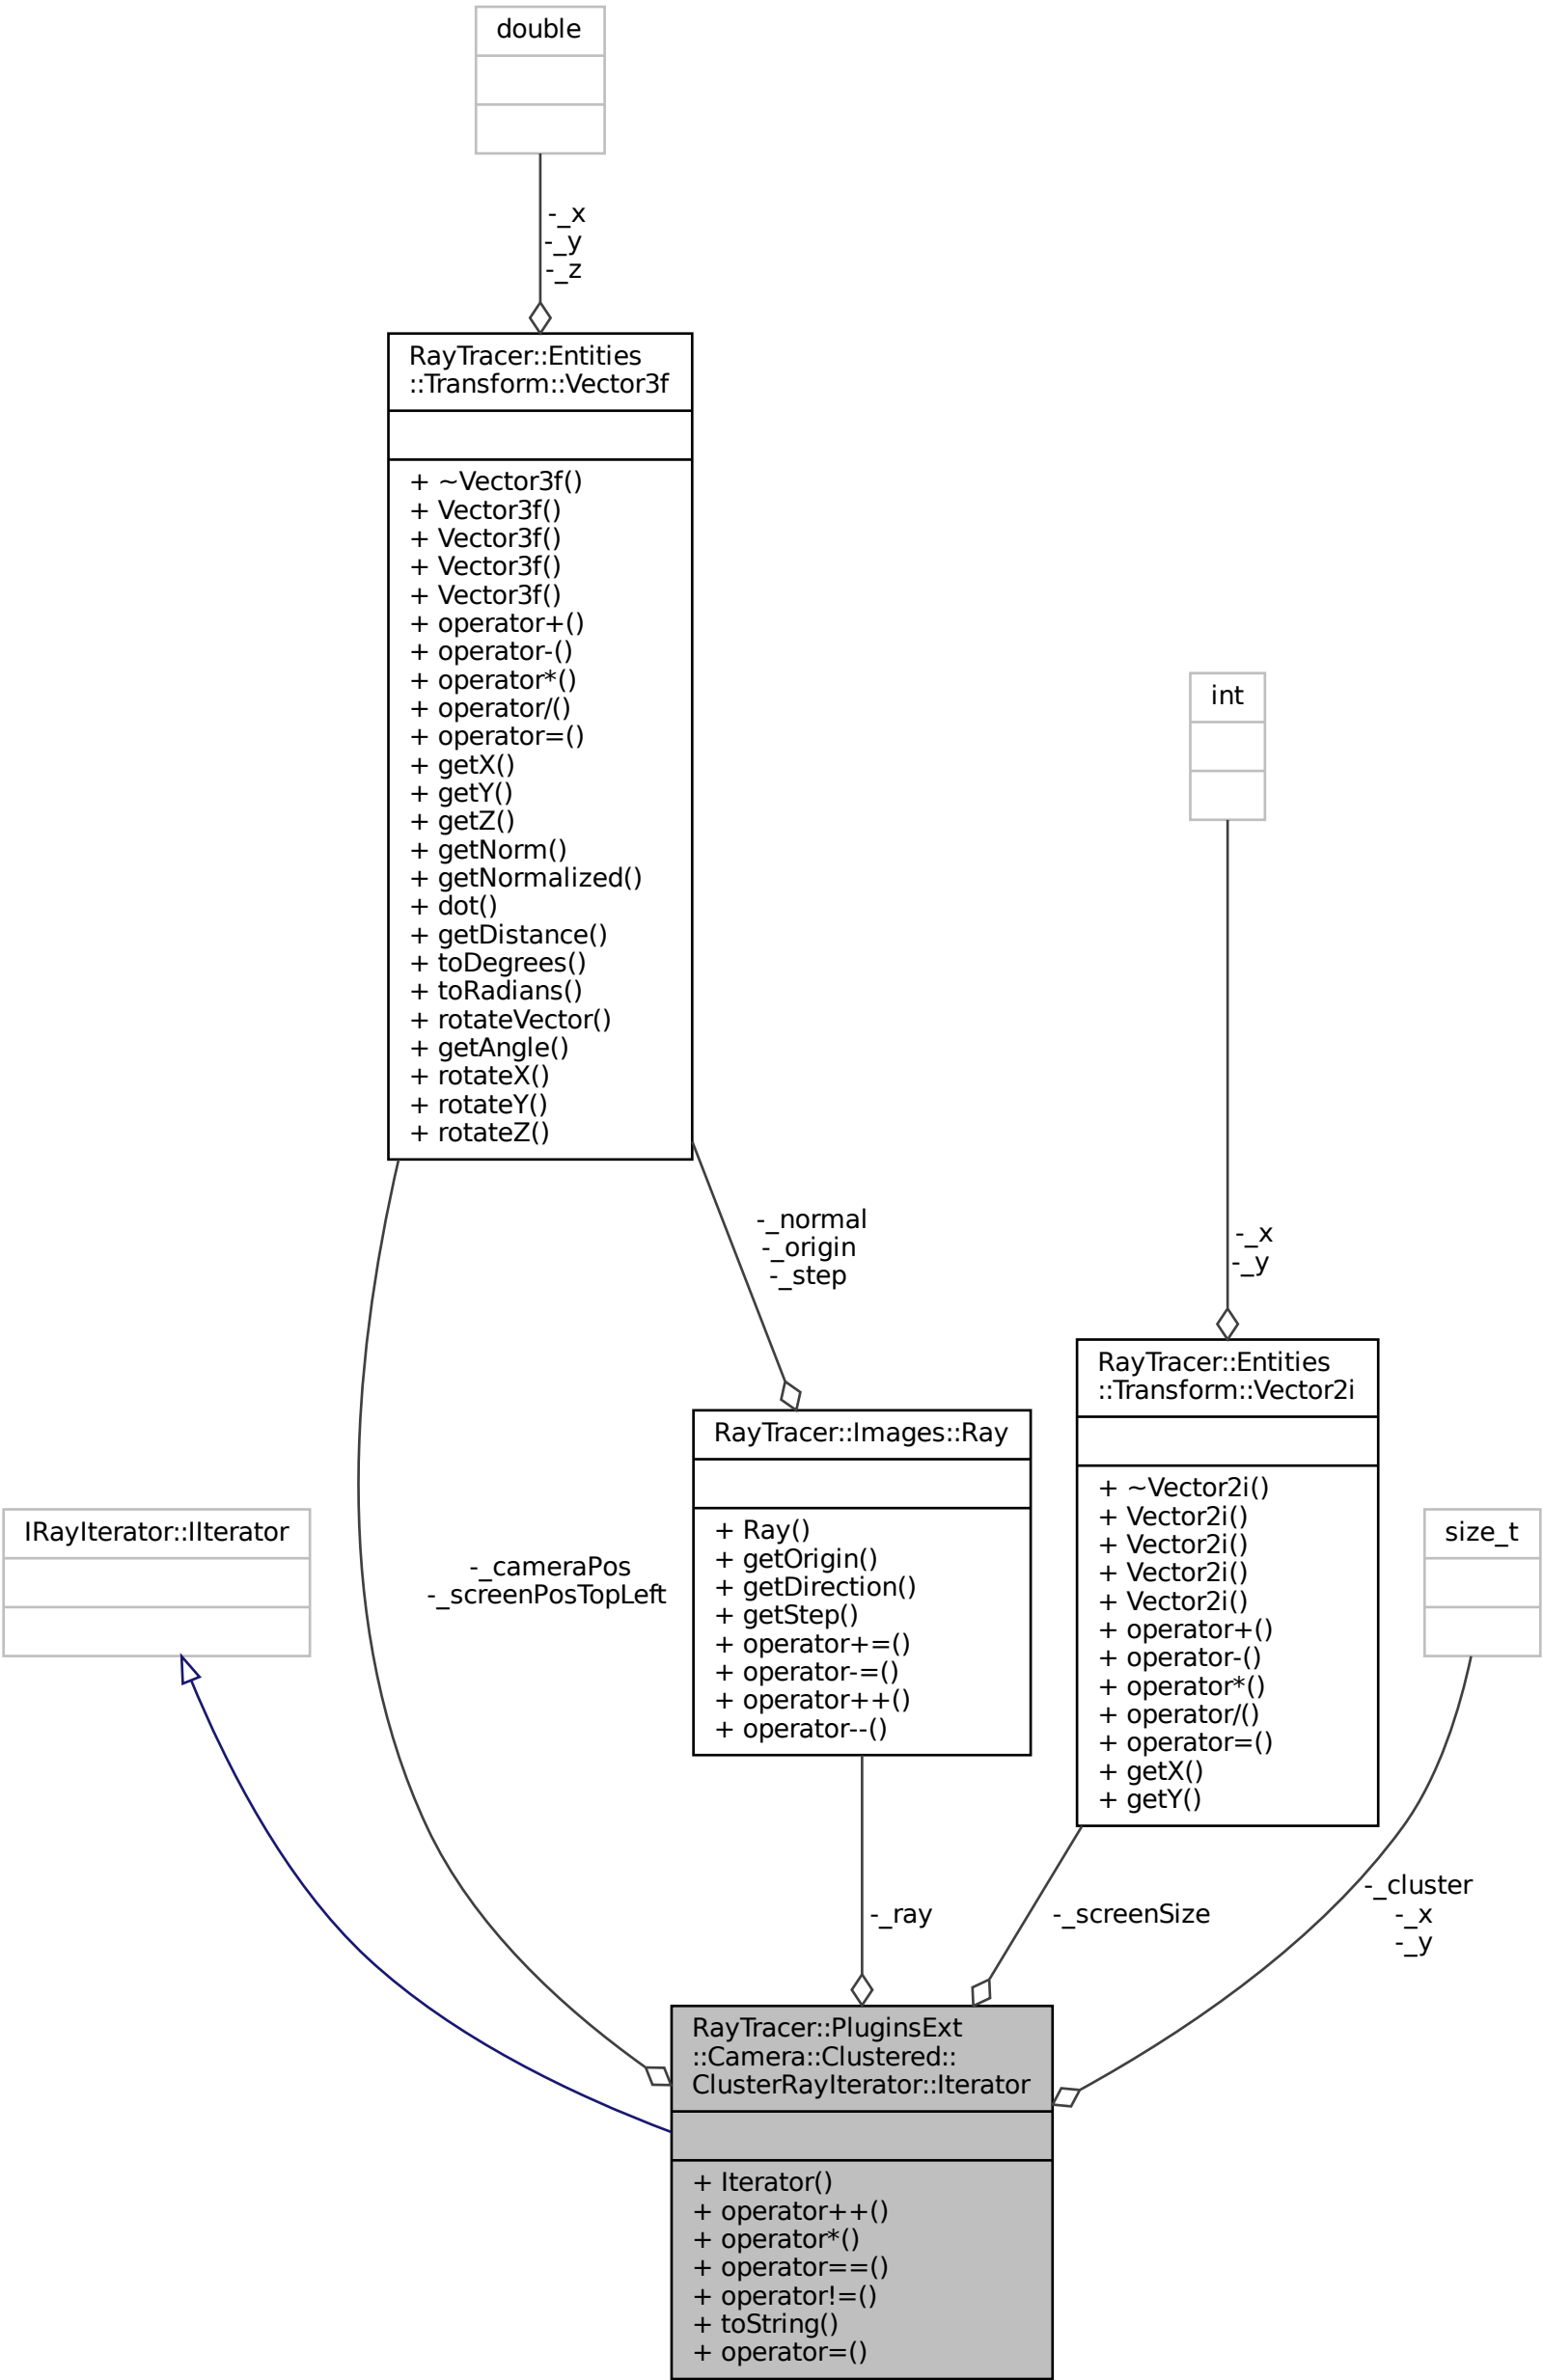 double
-_x
-_y
-_z
RayTracer::Entities
::Transform::Vector3f
+ ~Vector3f()
+ Vector3f()
+ Vector3f()
+ Vector3f()
+ Vector3f()
+ operator+()
+ operator-()
+ operator*()
+ operator/()
+ operator=()
+ getX()
+ getY()
+ getZ()
+ getNorm()
+ getNormalized()
+ dot()
+ getDistance()
+ toDegrees()
+ toRadians()
+ rotateVector()
+ getAngle()
+ rotateX()
+ rotateY()
+ rotateZ()
int
-_x
-_y
-_normal
-_origin
-_step
RayTracer::Entities
::Transform::Vector2i
+ ~Vector2i()
+ Vector2i()
+ Vector2i()
+ Vector2i()
+ Vector2i()
+ operator+()
+ operator-()
+ operator*()
+ operator/()
+ operator=()
+ getX()
+ getY()
RayTracer::Images::Ray
+ Ray()
+ getOrigin()
+ getDirection()
+ getStep()
+ operator+=()
+ operator-=()
+ operator++()
+ operator--()
IRayIterator::IIterator
-_cameraPos
-_screenPosTopLeft
size_t
-_ray
-_screenSize
-_cluster
-_x
-_y
RayTracer::PluginsExt
::Camera::Clustered::
ClusterRayIterator::Iterator
+ Iterator()
+ operator++()
+ operator*()
+ operator==()
+ operator!=()
+ toString()
+ operator=()